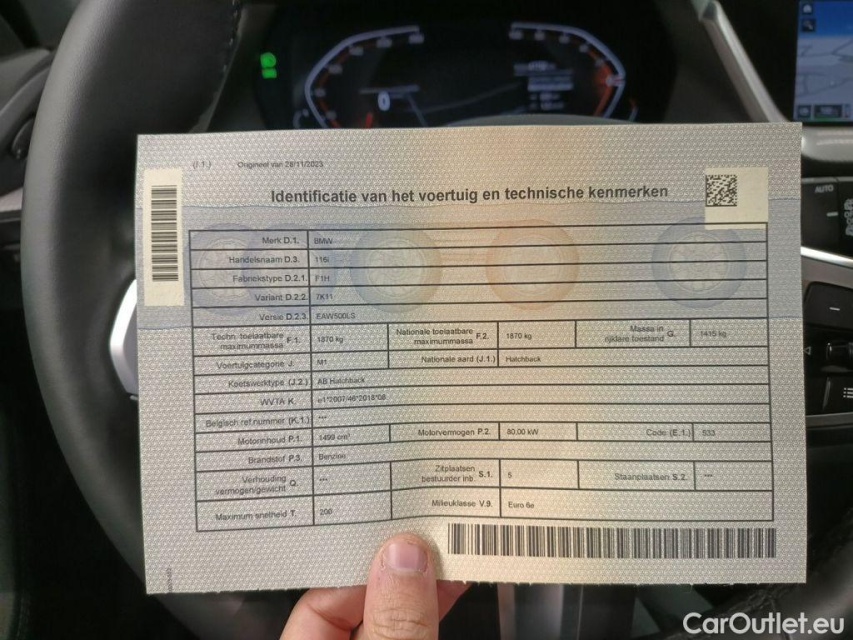 (I.1.) Origineel van 28/11/2023
Identificatie van het voertuig en technische kenmerken
Merk D.1. BMW
Handelsnaam D.3. 116i
Fabriekstype D.2.1. F1H
Variant D.2.2. 7K11
Versie D.2.3. EAW500LS
Techn. toelaatbare maximummassa F.1. 1870 kg Nationale toelaatbare maximummassa F.2. 1870 kg Massa in rijklare toestand G. 1415 kg
Voertuigcategorie J. M1 Nationale aard (J.1.) Hatchback
Koetswerktype (J.2.) AB Hatchback
WVTA K. e1*2007/46*2018*08
Belgisch ref.nummer (K.1.) ---
Motorinhoud P.1. 1499 cm³ Motorvermogen P.2. 80.00 kW Code (E.1.) 533
Brandstof P.3. Benzine
Verhouding vermogen/gewicht Q. --- Zitplaatsen bestuurder inb. S.1. 5 Staanplaatsen S.2. ---
Maximum snelheid T. 200 Milieuklasse V.9. Euro 6e
AUTO
CarOutlet.eu